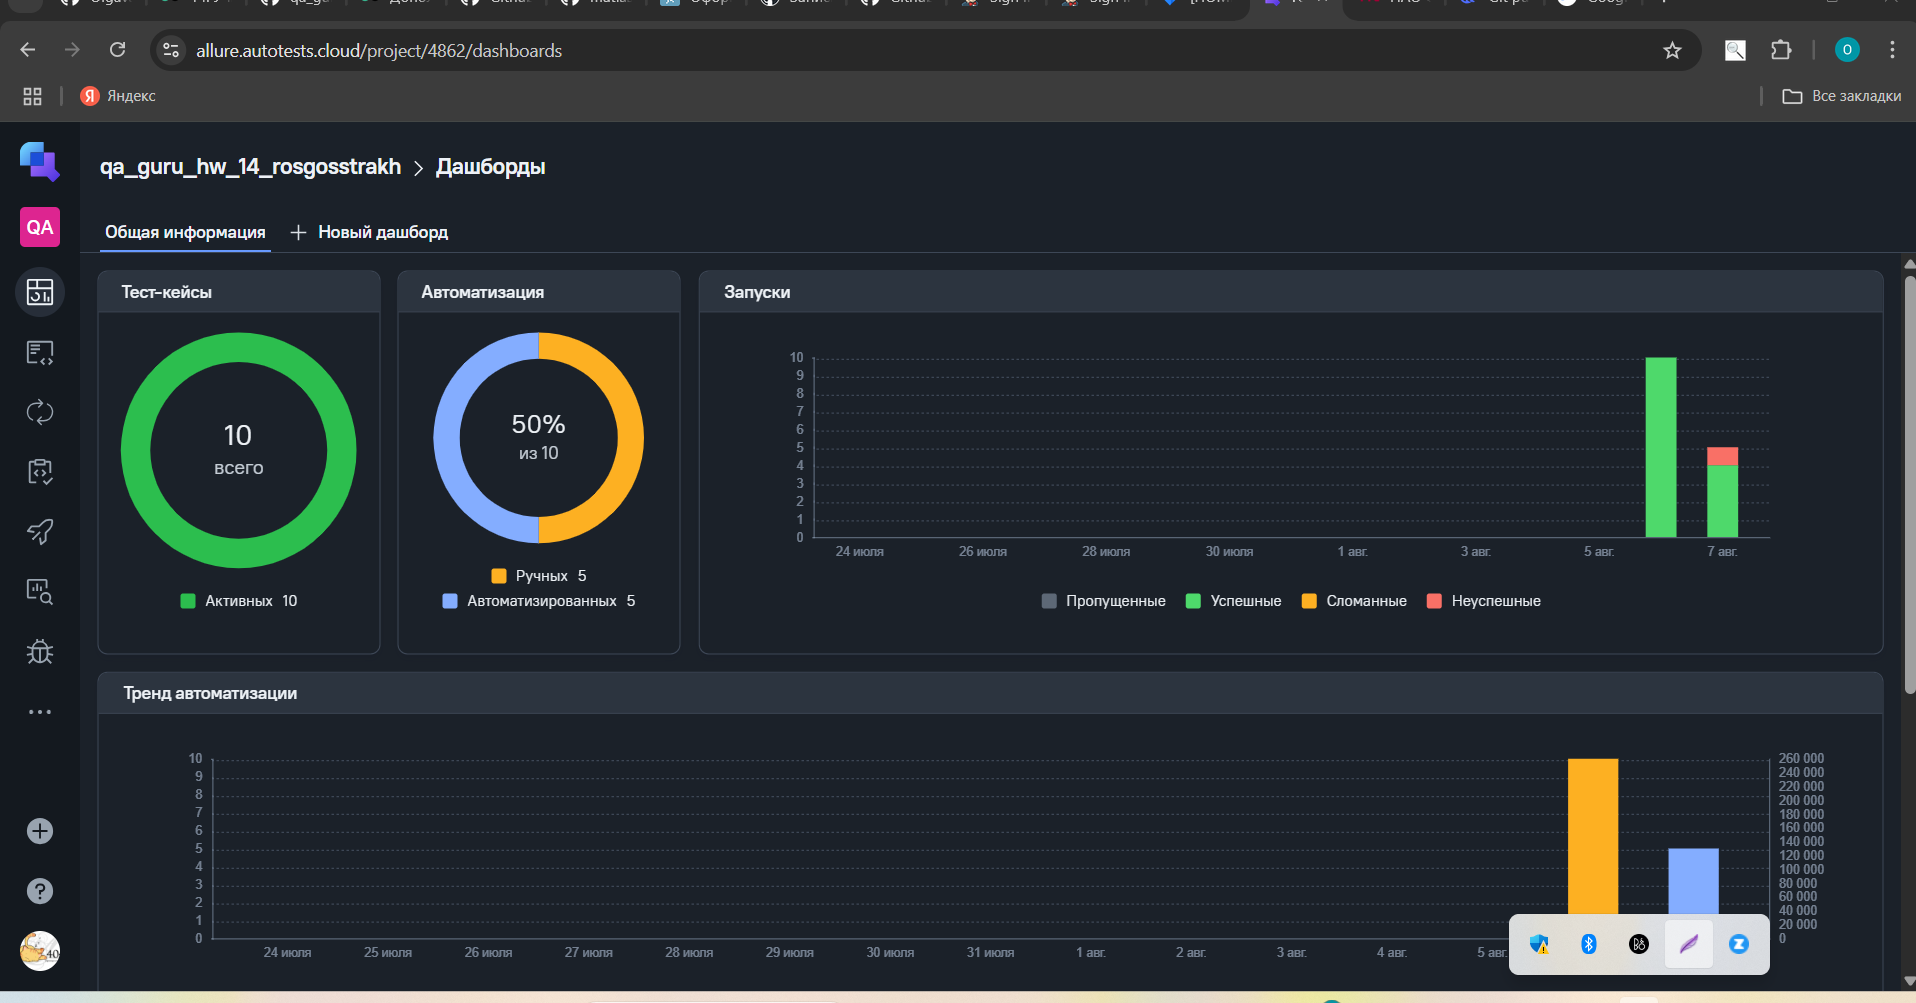 allure.autotests.cloud/project/4862/dashboards
O
Яндекс
Все закладки
qa_guru_hw_14_rosgosstrakh > Дашборды
QA
Общая информация
+ Новый дашборд
Тест-кейсы
10
всего
Активных 10
Автоматизация
50%
из 10
Ручных 5
Автоматизированных 5
Запуски
10
9
8
7
6
5
4
3
2
1
0
24 июля 26 июля 28 июля 30 июля 1 авг. 3 авг. 5 авг. 7 авг.
Пропущенные Успешные Сломанные Неуспешные
Тренд автоматизации
10
9
8
7
6
5
4
3
2
1
0
260 000
240 000
220 000
200 000
180 000
160 000
140 000
120 000
100 000
80 000
60 000
40 000
20 000
0
24 июля 25 июля 26 июля 27 июля 28 июля 29 июля 30 июля 31 июля 1 авг. 2 авг. 3 авг. 4 авг. 5 авг.
40